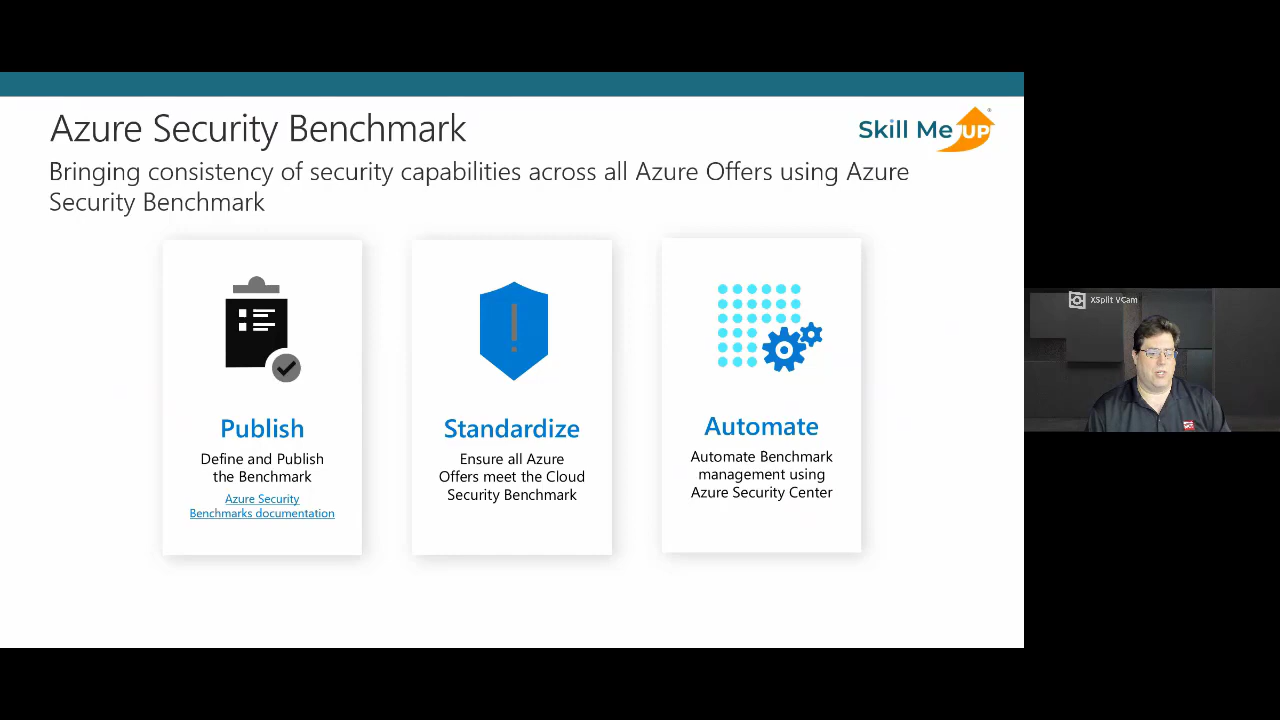 Azure Security Benchmark
Skill Me UP
®
Bringing consistency of security capabilities across all Azure Offers using Azure
Security Benchmark
XSplit VCam
Publish
Define and Publish
the Benchmark
Azure Security
Benchmarks documentation
Standardize
Ensure all Azure
Offers meet the Cloud
Security Benchmark
Automate
Automate Benchmark
management using
Azure Security Center